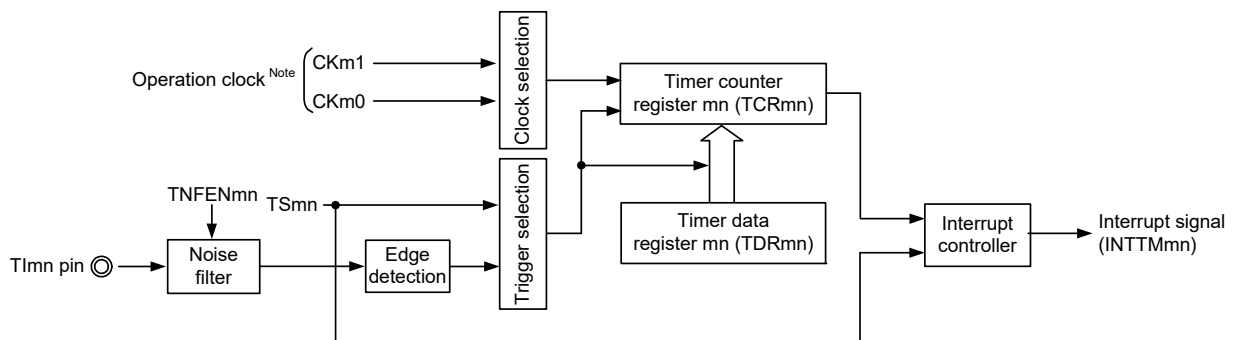 Operation clock Note
CKm1
CKm0
Clock selection
Timer counter
register mn (TCRmn)
TNFENmn
TSmn
Trigger selection
Timer data
register mn (TDRmn)
TImn pin
Noise
filter
Edge
detection
Interrupt
controller
Interrupt signal
(INTTMmn)